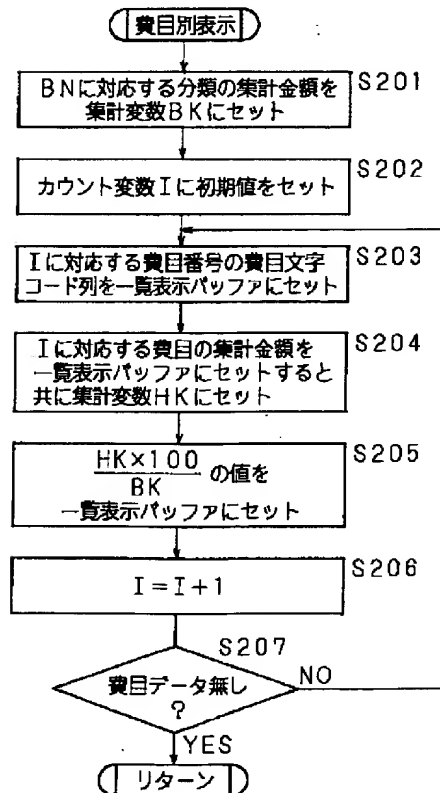 費目別表示
BNに対応する分類の集計金額を
集計変数BKにセット
S201
カウント変数Iに初期値をセット
S202
Iに対応する費目番号の費目文字
コード列を一覧表示バッファにセット
S203
Iに対応する費目の集計金額を
一覧表示バッファにセットすると
共に集計変数HKにセット
S204
HK×100
BK
の値を
一覧表示バッファにセット
S205
I=I+1
S206
S207
費目データ無し
?
NO
YES
リターン